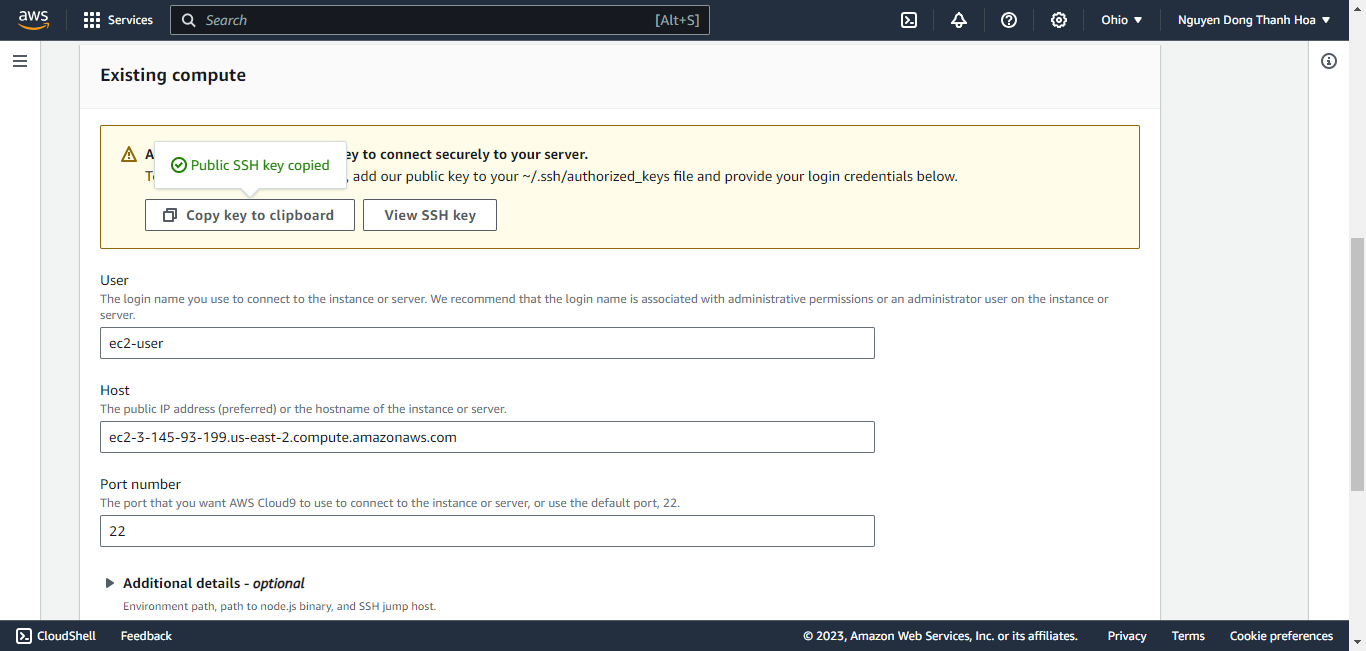 aws
Services
Search
[Alt+S]
Ohio
Nguyen Dong Thanh Hoa
Existing compute
Public SSH key copied
A
ey to connect securely to your server.
, add our public key to your ~/.ssh/authorized_keys file and provide your login credentials below.
Copy key to clipboard
View SSH key
User
The login name you use to connect to the instance or server. We recommend that the login name is associated with administrative permissions or an administrator user on the instance or
server.
ec2-user
Host
The public IP address (preferred) or the hostname of the instance or server.
ec2-3-145-93-199.us-east-2.compute.amazonaws.com
Port number
The port that you want AWS Cloud9 to use to connect to the instance or server, or use the default port, 22.
22
Additional details - optional
Environment path, path to node.js binary, and SSH jump host.
CloudShell
Feedback
© 2023, Amazon Web Services, Inc. or its affiliates.
Privacy
Terms
Cookie preferences